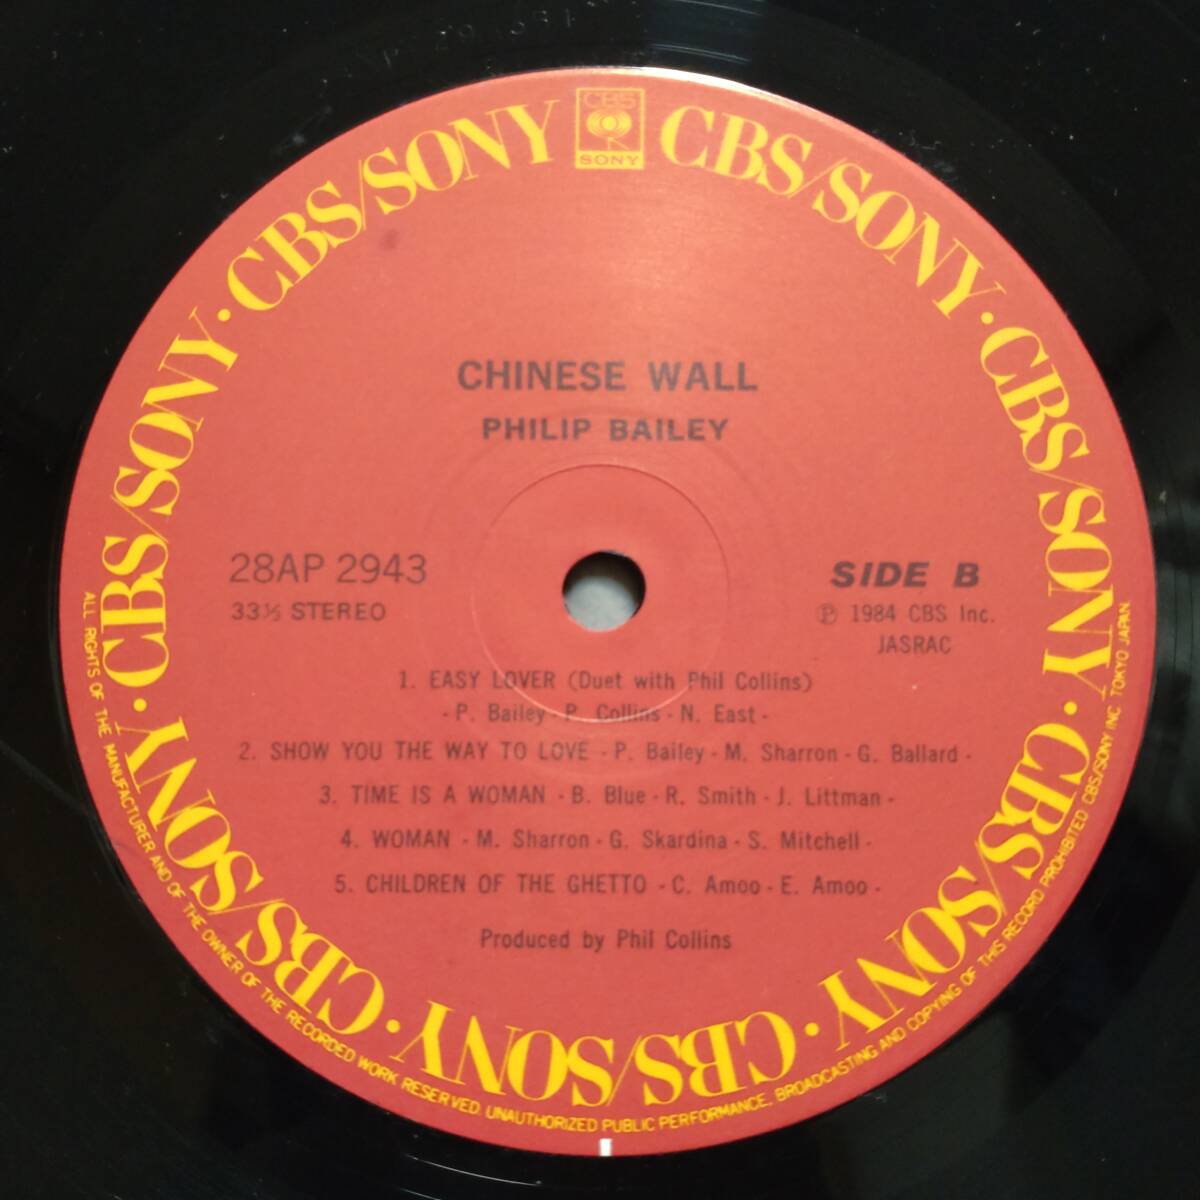 CBS
SONY
CBS/SONY · CBS/SONY · CBS/SONY · CBS/SONY · CBS/SONY · CBS/SONY · CBS/SONY · CBS/SONY
CHINESE WALL
PHILIP BAILEY
28AP 2943
33⅓ STEREO
SIDE B
Ⓟ 1984 CBS Inc.
JASRAC
1. EASY LOVER (Duet with Phil Collins)
- P. Bailey - P. Collins - N. East -
2. SHOW YOU THE WAY TO LOVE - P. Bailey - M. Sharron - G. Ballard -
3. TIME IS A WOMAN - B. Blue - R. Smith - J. Littman -
4. WOMAN - M. Sharron - G. Skardina - S. Mitchell -
5. CHILDREN OF THE GHETTO - C. Amoo - E. Amoo -
Produced by Phil Collins
ALL RIGHTS OF THE MANUFACTURER AND OF THE OWNER OF THE RECORDED WORK RESERVED. UNAUTHORIZED PUBLIC PERFORMANCE, BROADCASTING AND COPYING OF THIS RECORD PROHIBITED CBS/SONY INC. TOKYO JAPAN.